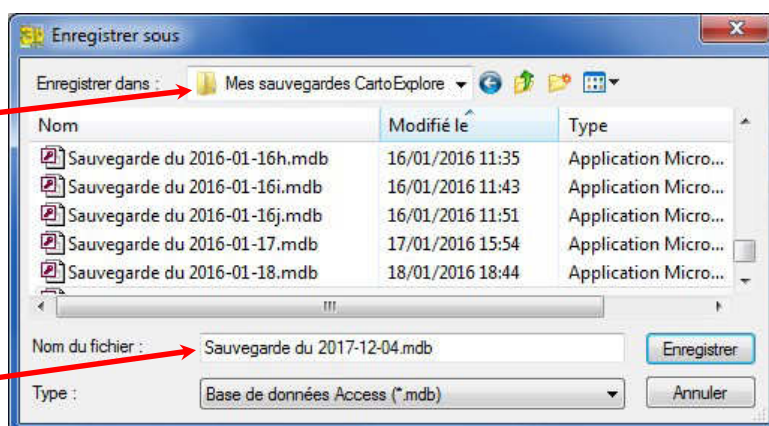 Enregistrer sous
Enregistrer dans : Mes sauvegardes CartoExplore
Nom Modifié le Type
Sauvegarde du 2016-01-16h.mdb 16/01/2016 11:35 Application Micro...
Sauvegarde du 2016-01-16i.mdb 16/01/2016 11:43 Application Micro...
Sauvegarde du 2016-01-16j.mdb 16/01/2016 11:51 Application Micro...
Sauvegarde du 2016-01-17.mdb 17/01/2016 15:54 Application Micro...
Sauvegarde du 2016-01-18.mdb 18/01/2016 18:44 Application Micro...
Nom du fichier : Sauvegarde du 2017-12-04.mdb Enregistrer
Type : Base de données Access (*.mdb) Annuler